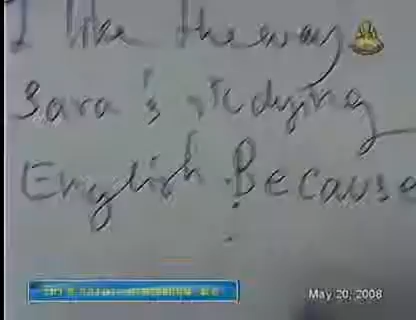 I like the way
Sara's studying
English. Because
May 20, 2008